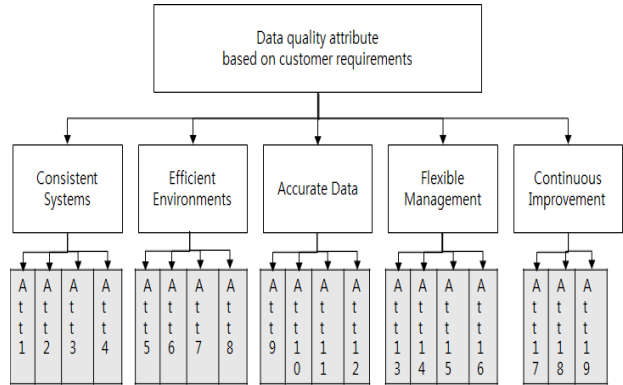 Data quality attribute
based on customer requirements
Consistent
Systems
Efficient
Environments
Accurate Data
Flexible
Management
Continuous
Improvement
Att1
Att2
Att3
Att4
Att5
Att6
Att7
Att8
Att9
Att10
Att11
Att12
Att13
Att14
Att15
Att16
Att17
Att18
Att19